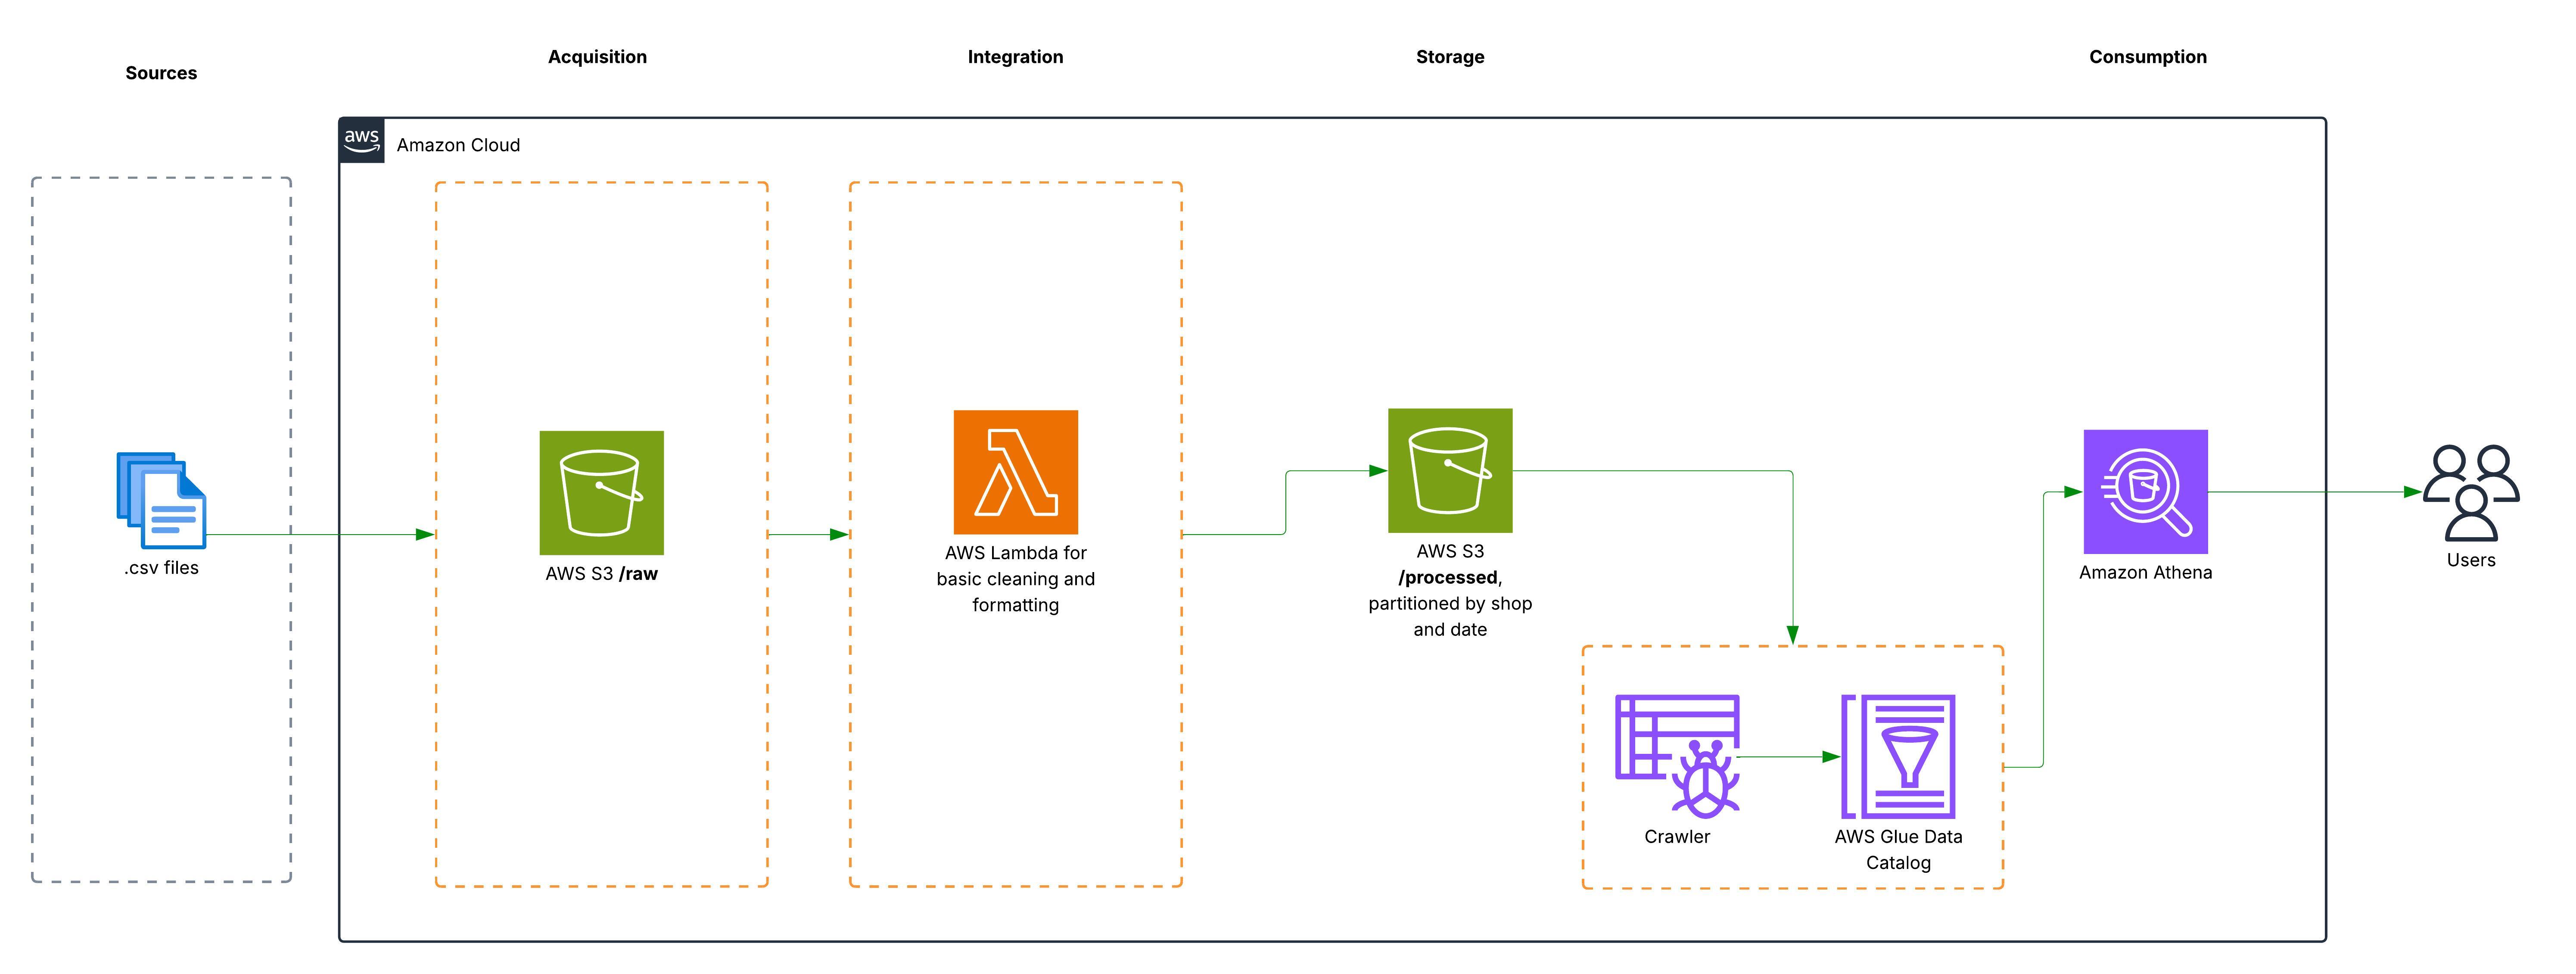 Sources
Acquisition
Integration
Storage
Consumption
aws
Amazon Cloud
.csv files
AWS S3 /raw
AWS Lambda for
basic cleaning and
formatting
AWS S3
/processed,
partitioned by shop
and date
Crawler
AWS Glue Data
Catalog
Amazon Athena
Users